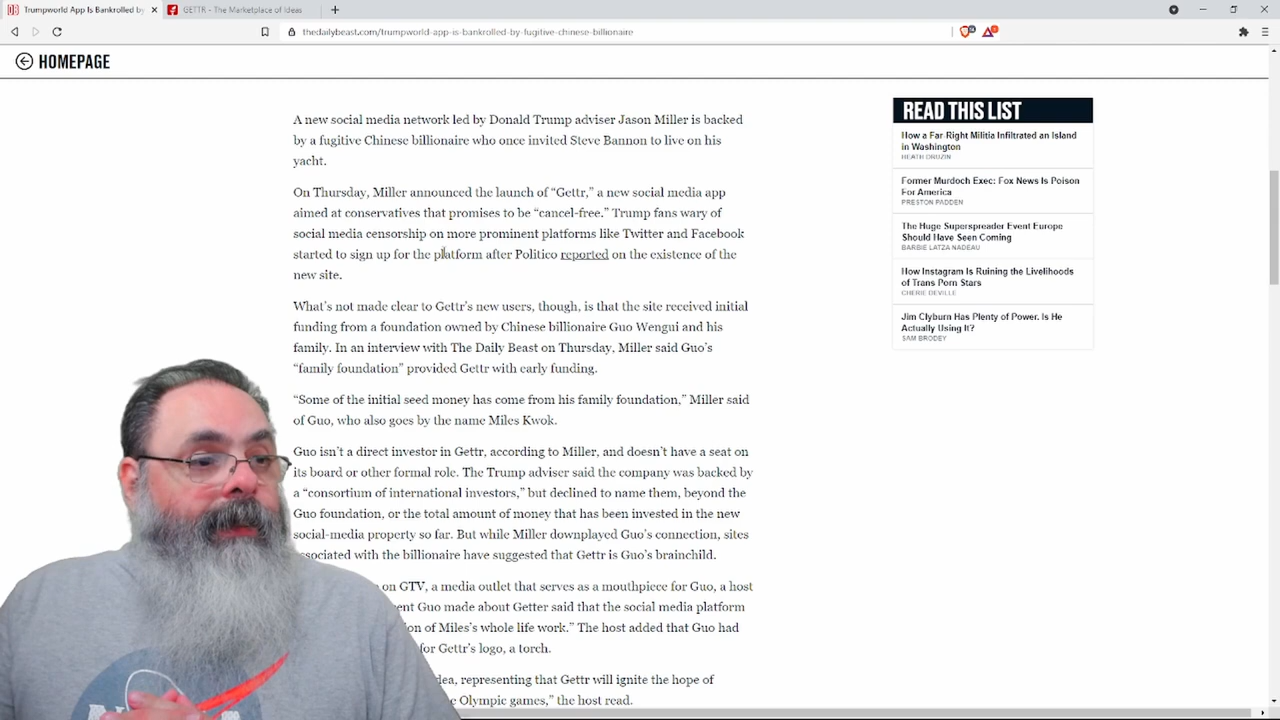 Trumpworld App Is Bankrolled by
GETTR - The Marketplace of Ideas
thedailybeast.com/trumpworld-app-is-bankrolled-by-fugitive-chinese-billionaire
HOMEPAGE
A new social media network led by Donald Trump adviser Jason Miller is backed
by a fugitive Chinese billionaire who once invited Steve Bannon to live on his
yacht.
On Thursday, Miller announced the launch of “Gettr,” a new social media app
aimed at conservatives that promises to be “cancel-free.” Trump fans wary of
social media censorship on more prominent platforms like Twitter and Facebook
started to sign up for the platform after Politico reported on the existence of the
new site.
What’s not made clear to Gettr’s new users, though, is that the site received initial
funding from a foundation owned by Chinese billionaire Guo Wengui and his
family. In an interview with The Daily Beast on Thursday, Miller said Guo’s
“family foundation” provided Gettr with early funding.
“Some of the initial seed money has come from his family foundation,” Miller said
of Guo, who also goes by the name Miles Kwok.
Guo isn’t a direct investor in Gettr, according to Miller, and doesn’t have a seat on
its board or other formal role. The Trump adviser said the company was backed by
a “consortium of international investors,” but declined to name them, beyond the
Guo foundation, or the total amount of money that has been invested in the new
social-media property so far. But while Miller downplayed Guo’s connection, sites
associated with the billionaire have suggested that Gettr is Guo’s brainchild.
on GTV, a media outlet that serves as a mouthpiece for Guo, a host
Guo made about Getter said that the social media platform
of Miles’s whole life work.” The host added that Guo had
for Gettr’s logo, a torch.
representing that Gettr will ignite the hope of
Olympic games,” the host read.
READ THIS LIST
How a Far-Right Militia Infiltrated an Island
in Washington
HEATH DRUZIN
Former Murdoch Exec: Fox News Is Poison
For America
PRESTON PADDEN
The Huge Superspreader Event Europe
Should Have Seen Coming
BARBIE LATZA NADEAU
How Instagram Is Ruining the Livelihoods
of Trans Porn Stars
CHERIE DEVILLE
Jim Clyburn Has Plenty of Power. Is He
Actually Using It?
SAM BRODEY